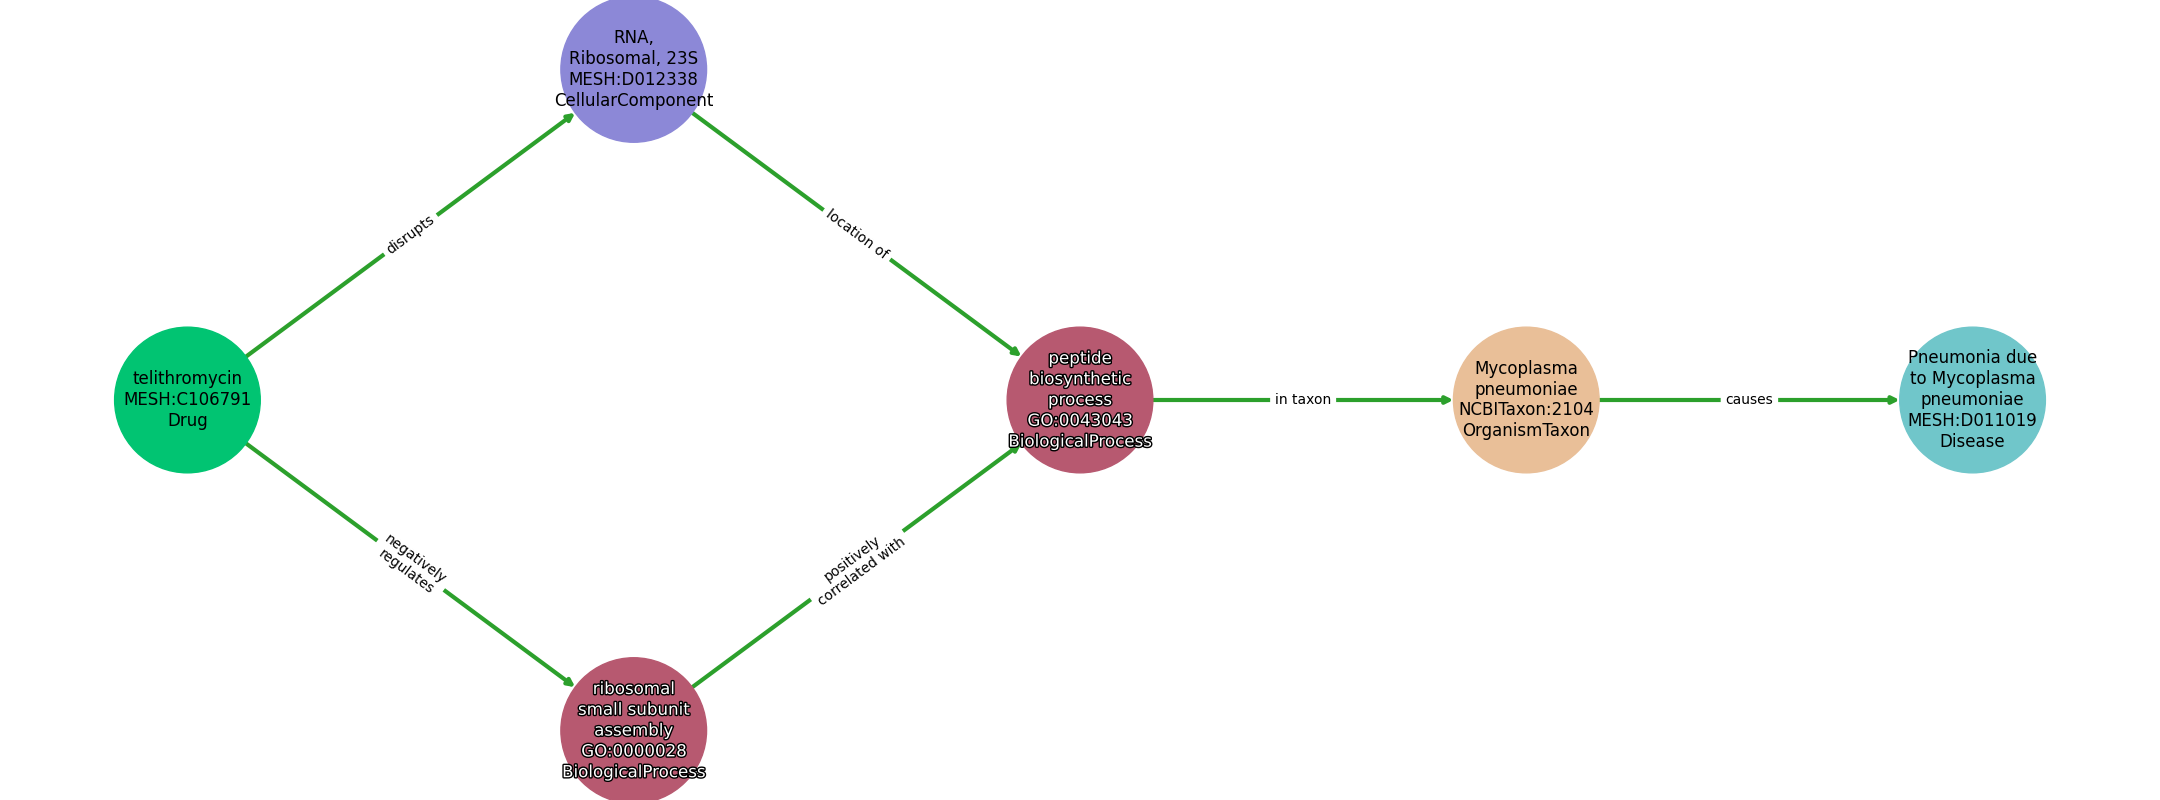 RNA,
Ribosomal, 23S
MESH:D012338
CellularComponent
disrupts
location of
telithromycin
MESH:C106791
Drug
peptide
biosynthetic
process
GO:0043043
BiologicalProcess
in taxon
Mycoplasma
pneumoniae
NCBITaxon:2104
OrganismTaxon
causes
Pneumonia due
to Mycoplasma
pneumoniae
MESH:D011019
Disease
negatively
regulates
positively
correlated with
ribosomal
small subunit
assembly
GO:0000028
BiologicalProcess